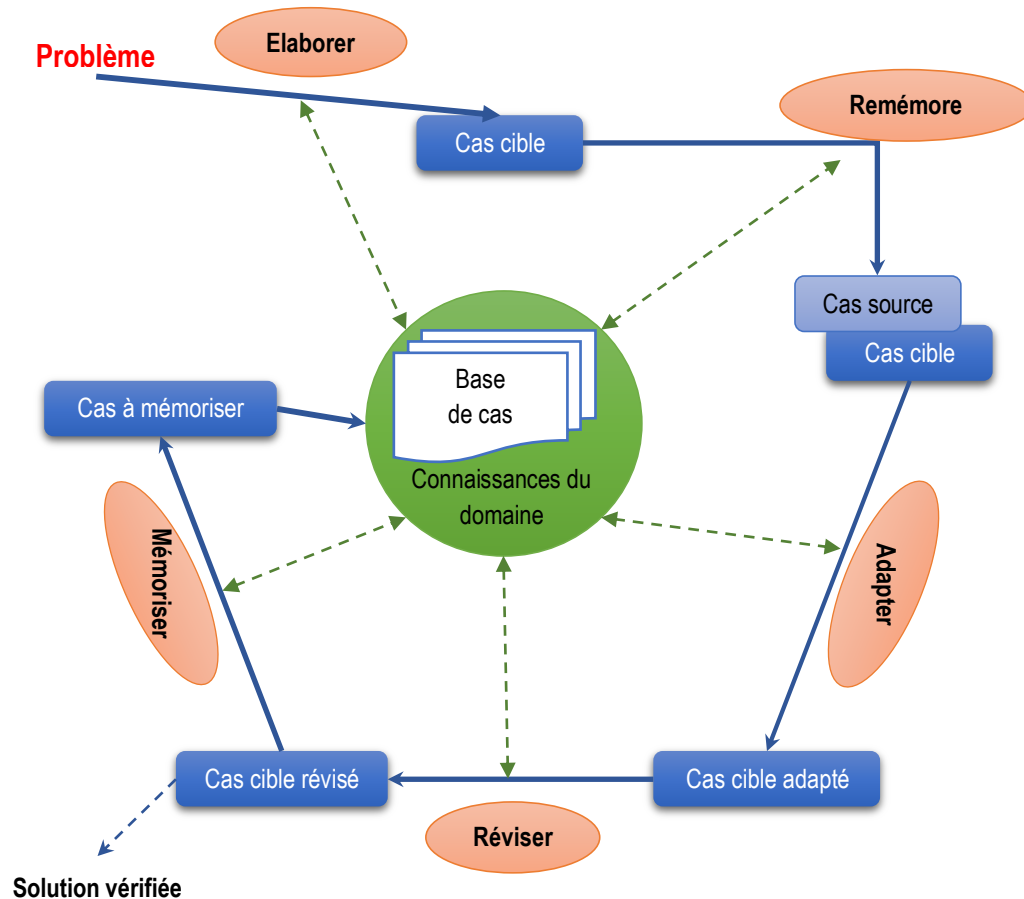 Elaborer
Problème
Remémore
Cas cible
Cas source
Cas cible
Base
de cas
Cas à mémoriser
Connaissances du
domaine
Mémoriser
Adapter
Cas cible révisé
Cas cible adapté
Réviser
Solution vérifiée